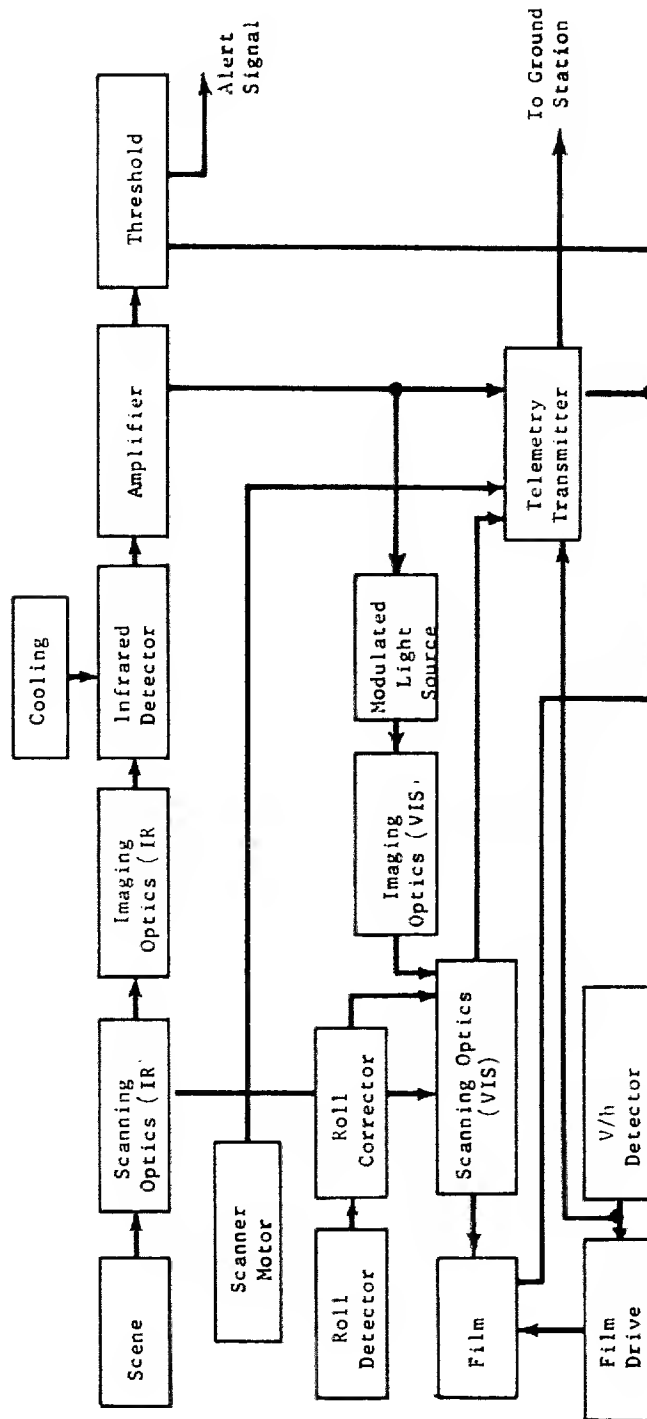 Cooling
Scene
Scanning
Optics (IR
Imaging
Optics (IR
Infrared
Detector
Amplifier
Threshold
Alert
Signal
Scanner
Motor
Roll
Detector
Roll
Corrector
Modulated
Light
Source
Imaging
Optics (VIS
Film
Scanning Optics
(VIS)
Telemetry
Transmitter
To Ground
Station
Film
Drive
V/h
Detector